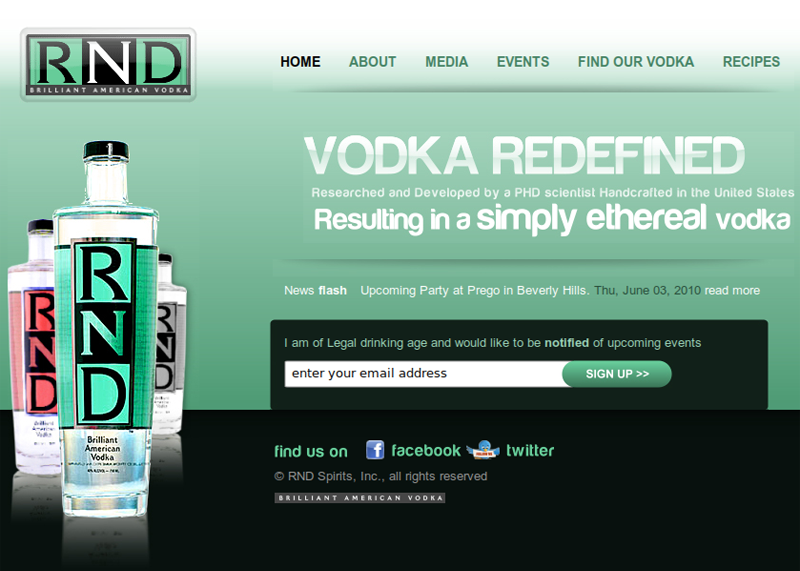 RND
BRILLIANT AMERICAN VODKA
HOME ABOUT MEDIA EVENTS FIND OUR VODKA RECIPES
VODKA REDEFINED
Researched and Developed by a PHD scientist Handcrafted in the United States
Resulting in a simply ethereal vodka
News flash Upcoming Party at Prego in Beverly Hills. Thu, June 03, 2010 read more
I am of Legal drinking age and would like to be notified of upcoming events
enter your email address SIGN UP >>
R
N
D
Brilliant
American
Vodka
R
N
D
Brilliant
American
Vodka
find us on facebook twitter
© RND Spirits, Inc., all rights reserved
BRILLIANT AMERICAN VODKA